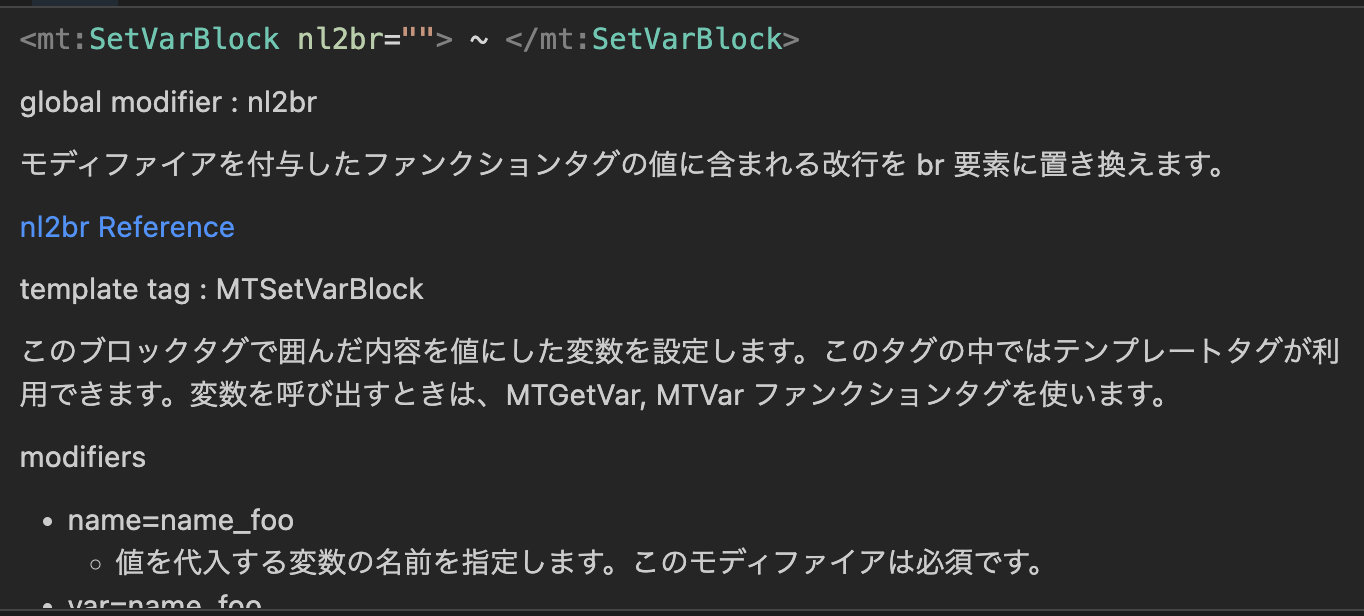 <mt:SetVarBlock nl2br=""> ~ </mt:SetVarBlock>
global modifier : nl2br
モディファイアを付与したファンクションタグの値に含まれる改行を br 要素に置き換えます。
nl2br Reference
template tag : MTSetVarBlock
このブロックタグで囲んだ内容を値にした変数を設定します。このタグの中ではテンプレートタグが利
用できます。変数を呼び出すときは、MTGetVar, MTVar ファンクションタグを使います。
modifiers
• name=name_foo
◦ 値を代入する変数の名前を指定します。このモディファイアは必須です。
• var=name_foo